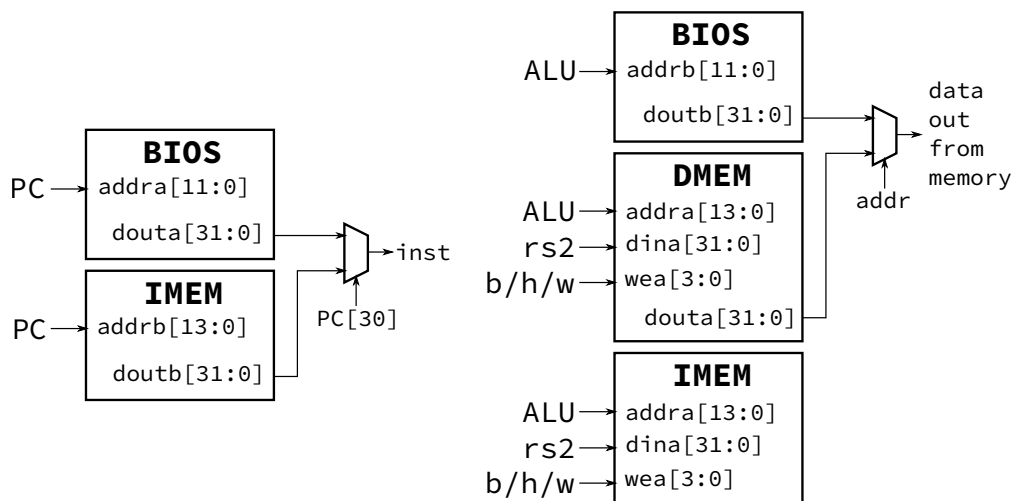 BIOS
PC
addra[11:0]
douta[31:0]
inst
IMEM
PC
addrb[13:0]
PC[30]
doutb[31:0]
BIOS
ALU
addrb[11:0]
doutb[31:0]
data
out
from
memory
DMEM
addr
ALU
addra[13:0]
rs2
dina[31:0]
b/h/w
wea[3:0]
douta[31:0]
IMEM
ALU
addra[13:0]
rs2
dina[31:0]
b/h/w
wea[3:0]